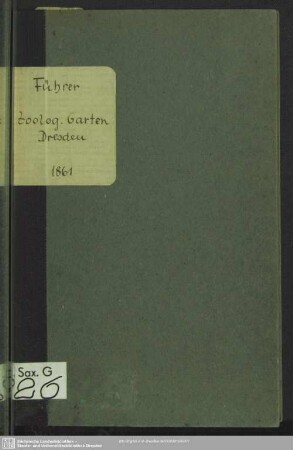 Führer
Zoolog. Garten
Dresden
1861
Sax. G
26